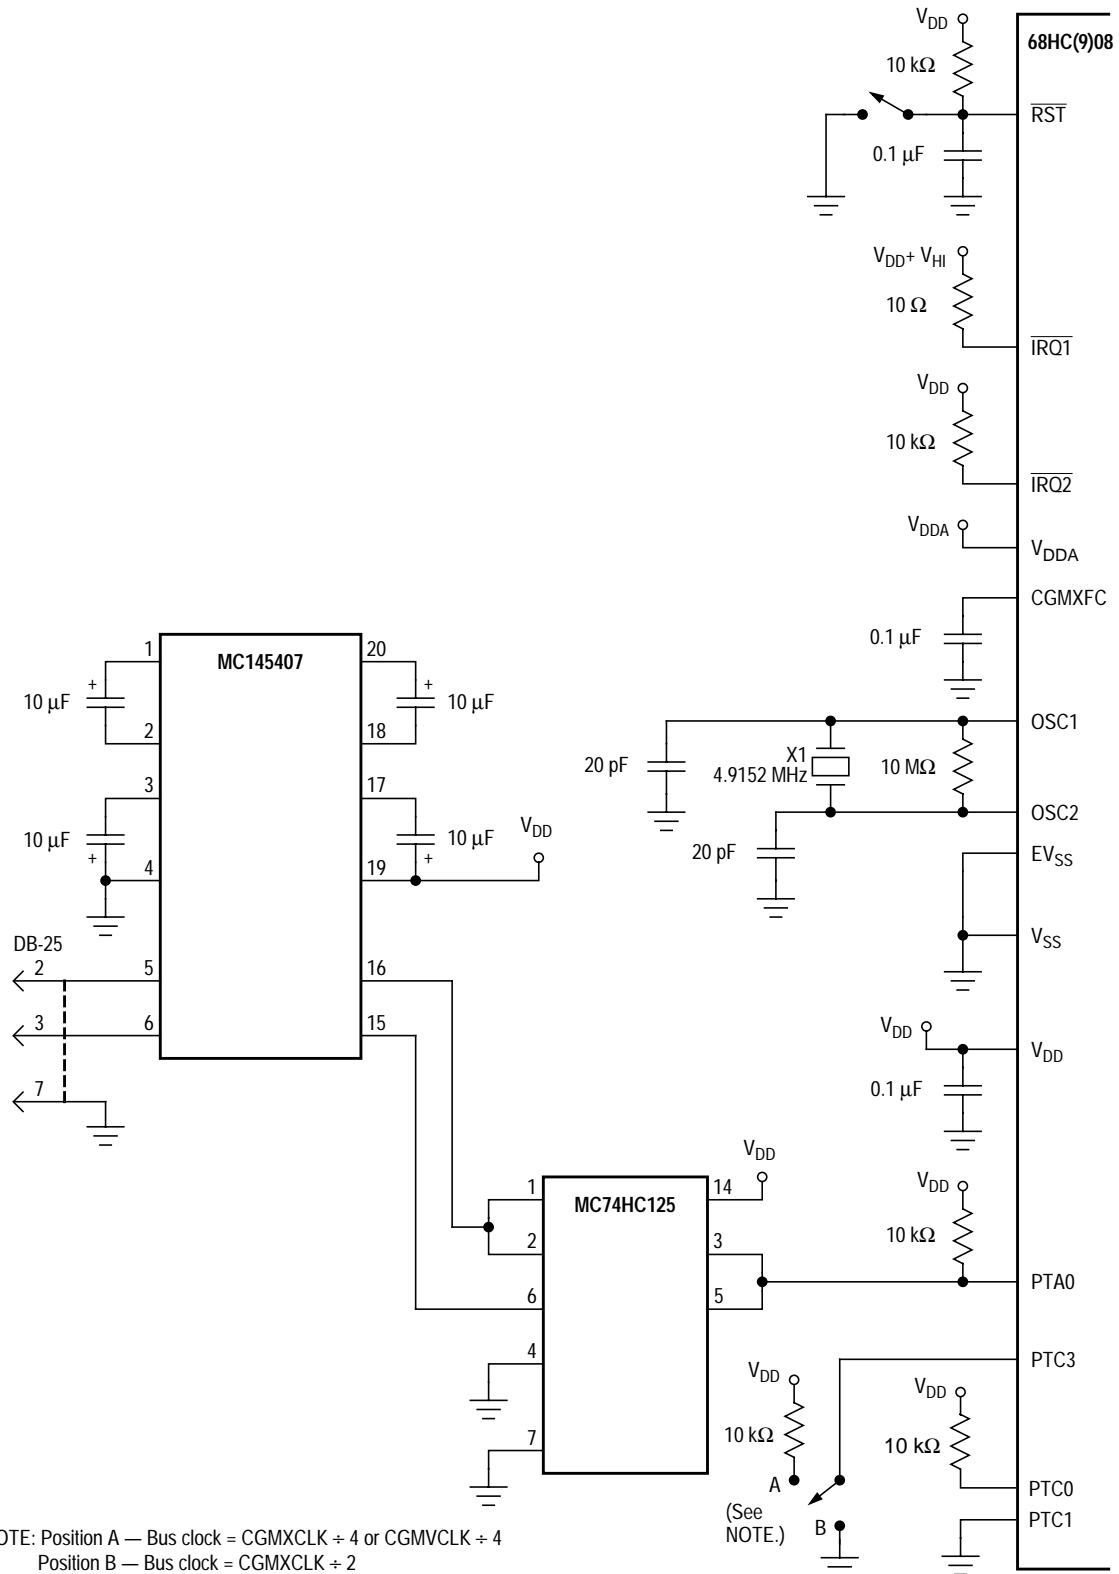 VDD
68HC(9)08
10 kΩ
RST
0.1 µF
VDD+ VHI
10 Ω
IRQ1
VDD
10 kΩ
IRQ2
VDDA
VDDA
CGMXFC
0.1 µF
1
MC145407
20
+
10 µF
+
10 µF
2
18
OSC1
20 pF
X1
4.9152 MHz
10 MΩ
3
17
10 µF
+
10 µF
+
VDD
OSC2
20 pF
4
19
EVSS
VSS
DB-25
2
5
16
3
6
15
VDD
VDD
0.1 µF
7
VDD
1
MC74HC125
14
VDD
2
3
10 kΩ
6
5
PTA0
4
PTC3
VDD
VDD
7
10 kΩ
10 kΩ
A
PTC0
(See
NOTE.)
B
PTC1
OTE: Position A — Bus clock = CGMXCLK ÷ 4 or CGMVCLK ÷ 4
Position B — Bus clock = CGMXCLK ÷ 2